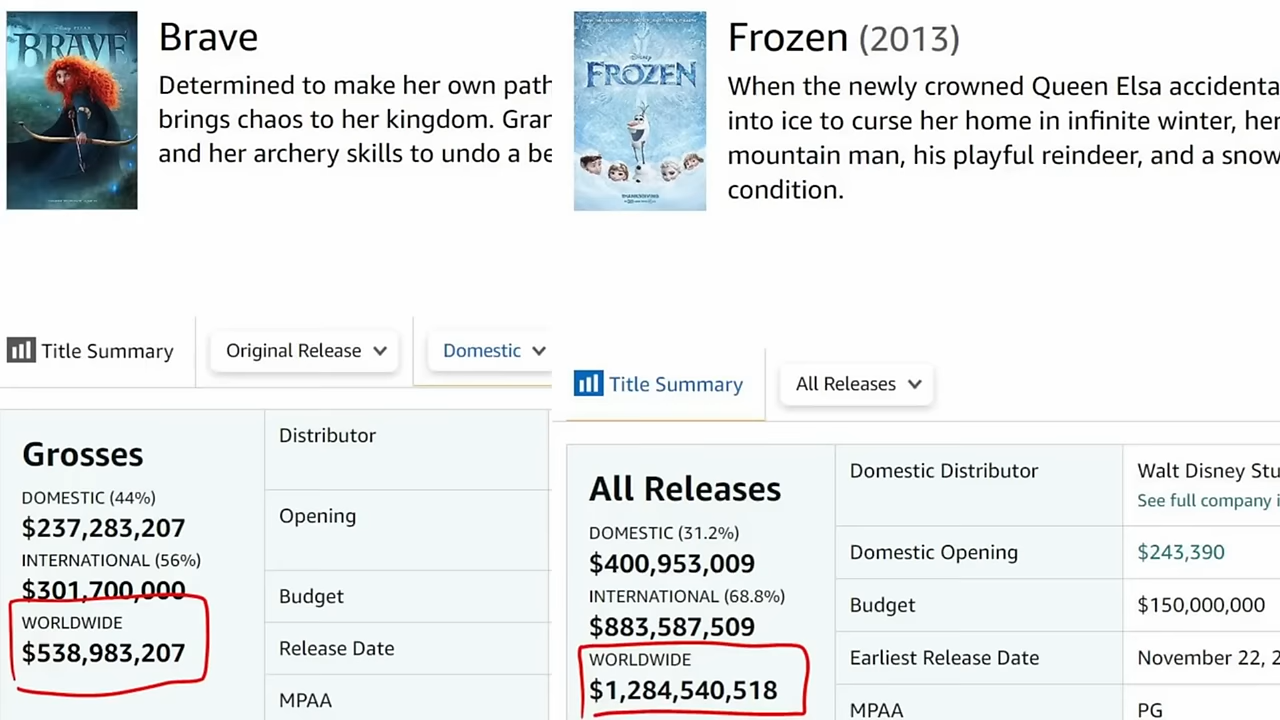 BRAVE
Brave
Determined to make her own path
brings chaos to her kingdom. Gran
and her archery skills to undo a be
Title Summary
Original Release
Domestic
Grosses
DOMESTIC (44%)
$237,283,207
INTERNATIONAL (56%)
$301,700,000
WORLDWIDE
$538,983,207
Distributor
Opening
Budget
Release Date
MPAA
Disney
FROZEN
Frozen (2013)
When the newly crowned Queen Elsa accidenta
into ice to curse her home in infinite winter, her
mountain man, his playful reindeer, and a snow
condition.
Title Summary
All Releases
All Releases
DOMESTIC (31.2%)
$400,953,009
INTERNATIONAL (68.8%)
$883,587,509
WORLDWIDE
$1,284,540,518
Domestic Distributor
Walt Disney Stu
See full company i
Domestic Opening
$243,390
Budget
$150,000,000
Earliest Release Date
November 22, 2
MPAA
PG